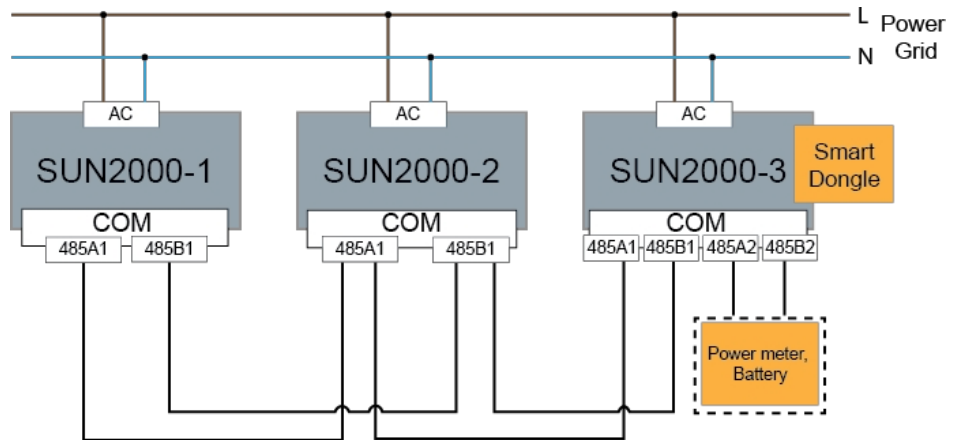 L
Power
Grid
N
AC
AC
AC
SUN2000-1
SUN2000-2
SUN2000-3
Smart
Dongle
COM
COM
COM
485A1
485B1
485A1
485B1
485A1
485B1
485A2
485B2
Power meter,
Battery